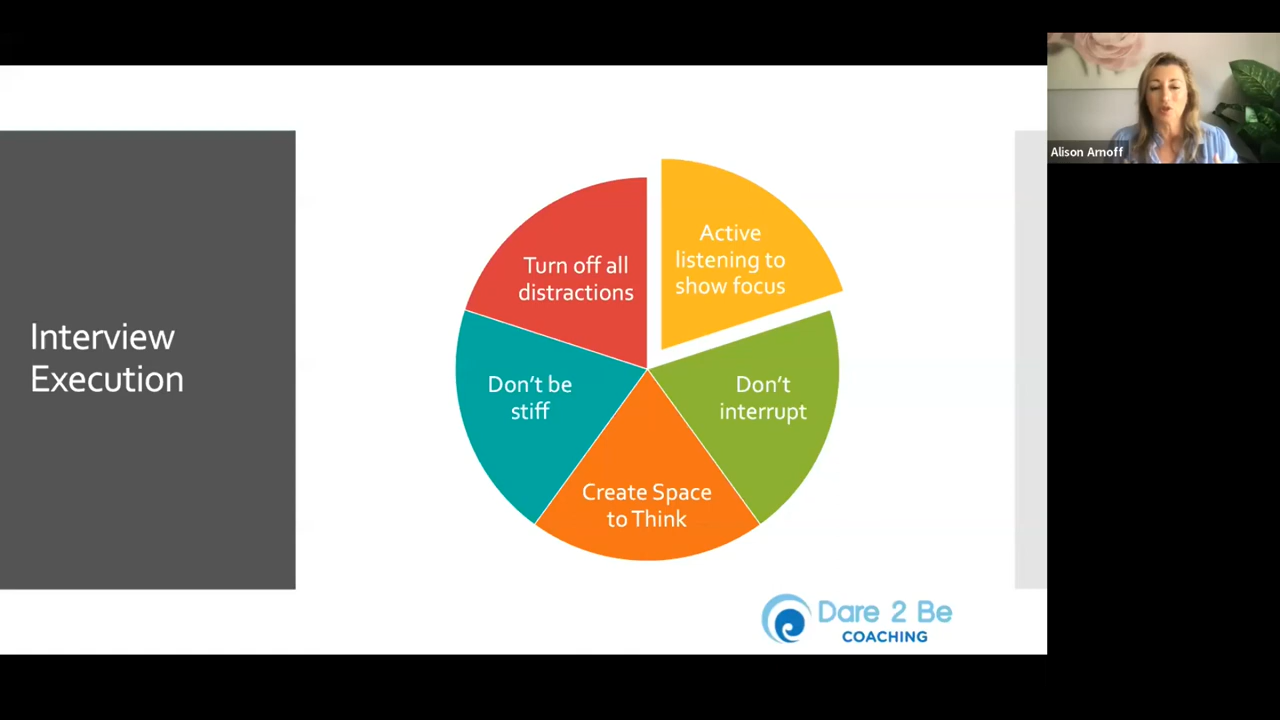 Interview
Execution
Active
listening to
show focus
Don’t
interrupt
Create Space
to Think
Don’t be
stiff
Turn off all
distractions
Dare 2 Be
COACHING
Alison Arnoff